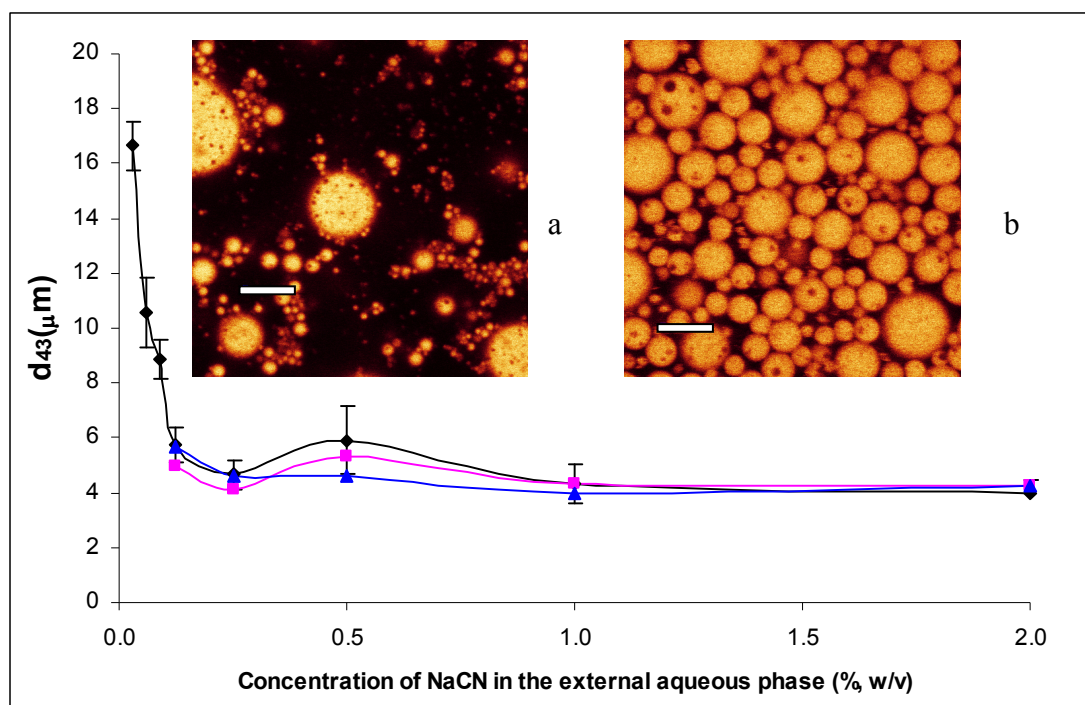 20
18
16
14
12
10
8
6
4
2
0
d43(μm)
a
b
0.0 0.5 1.0 1.5 2.0
Concentration of NaCN in the external aqueous phase (%, w/v)